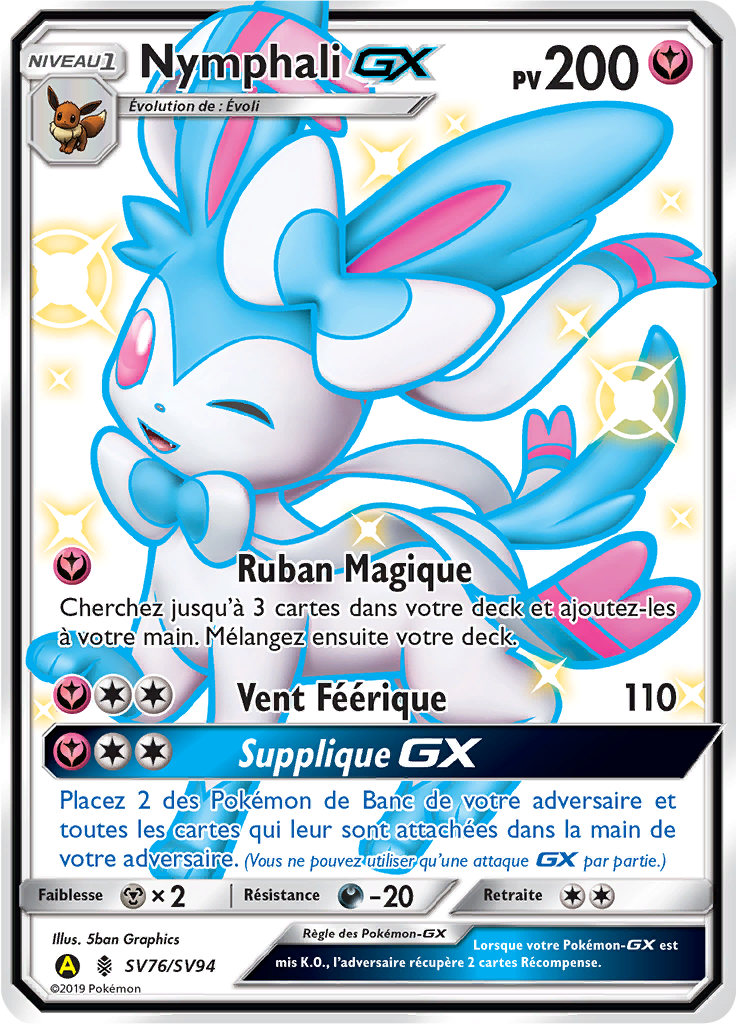 NIVEAU1
Nymphali GX
PV200
Évolution de : Évoli
Ruban Magique
Cherchez jusqu'à 3 cartes dans votre deck et ajoutez-les
à votre main. Mélangez ensuite votre deck.
Vent Féérique 110
Supplique GX
Placez 2 des Pokémon de Banc de votre adversaire et
toutes les cartes qui leur sont attachées dans la main de
votre adversaire. (Vous ne pouvez utiliser qu'une attaque GX par partie.)
Faiblesse ×2 Résistance -20 Retraite
Illus. 5ban Graphics
A SV76/SV94
©2019 Pokémon
Règle des Pokémon-GX
Lorsque votre Pokémon-GX est
mis K.O., l'adversaire récupère 2 cartes Récompense.